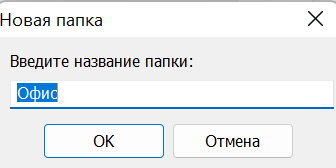 Новая папка
Введите название папки:
Офис
OK
Отмена